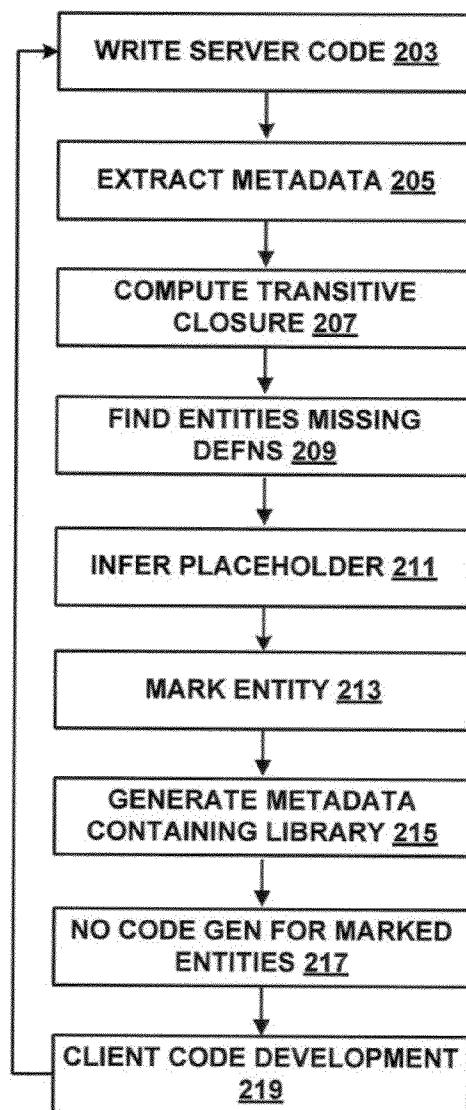 WRITE SERVER CODE 203
EXTRACT METADATA 205
COMPUTE TRANSITIVE
CLOSURE 207
FIND ENTITIES MISSING
DEFNS 209
INFER PLACEHOLDER 211
MARK ENTITY 213
GENERATE METADATA
CONTAINING LIBRARY 215
NO CODE GEN FOR MARKED
ENTITIES 217
CLIENT CODE DEVELOPMENT
219